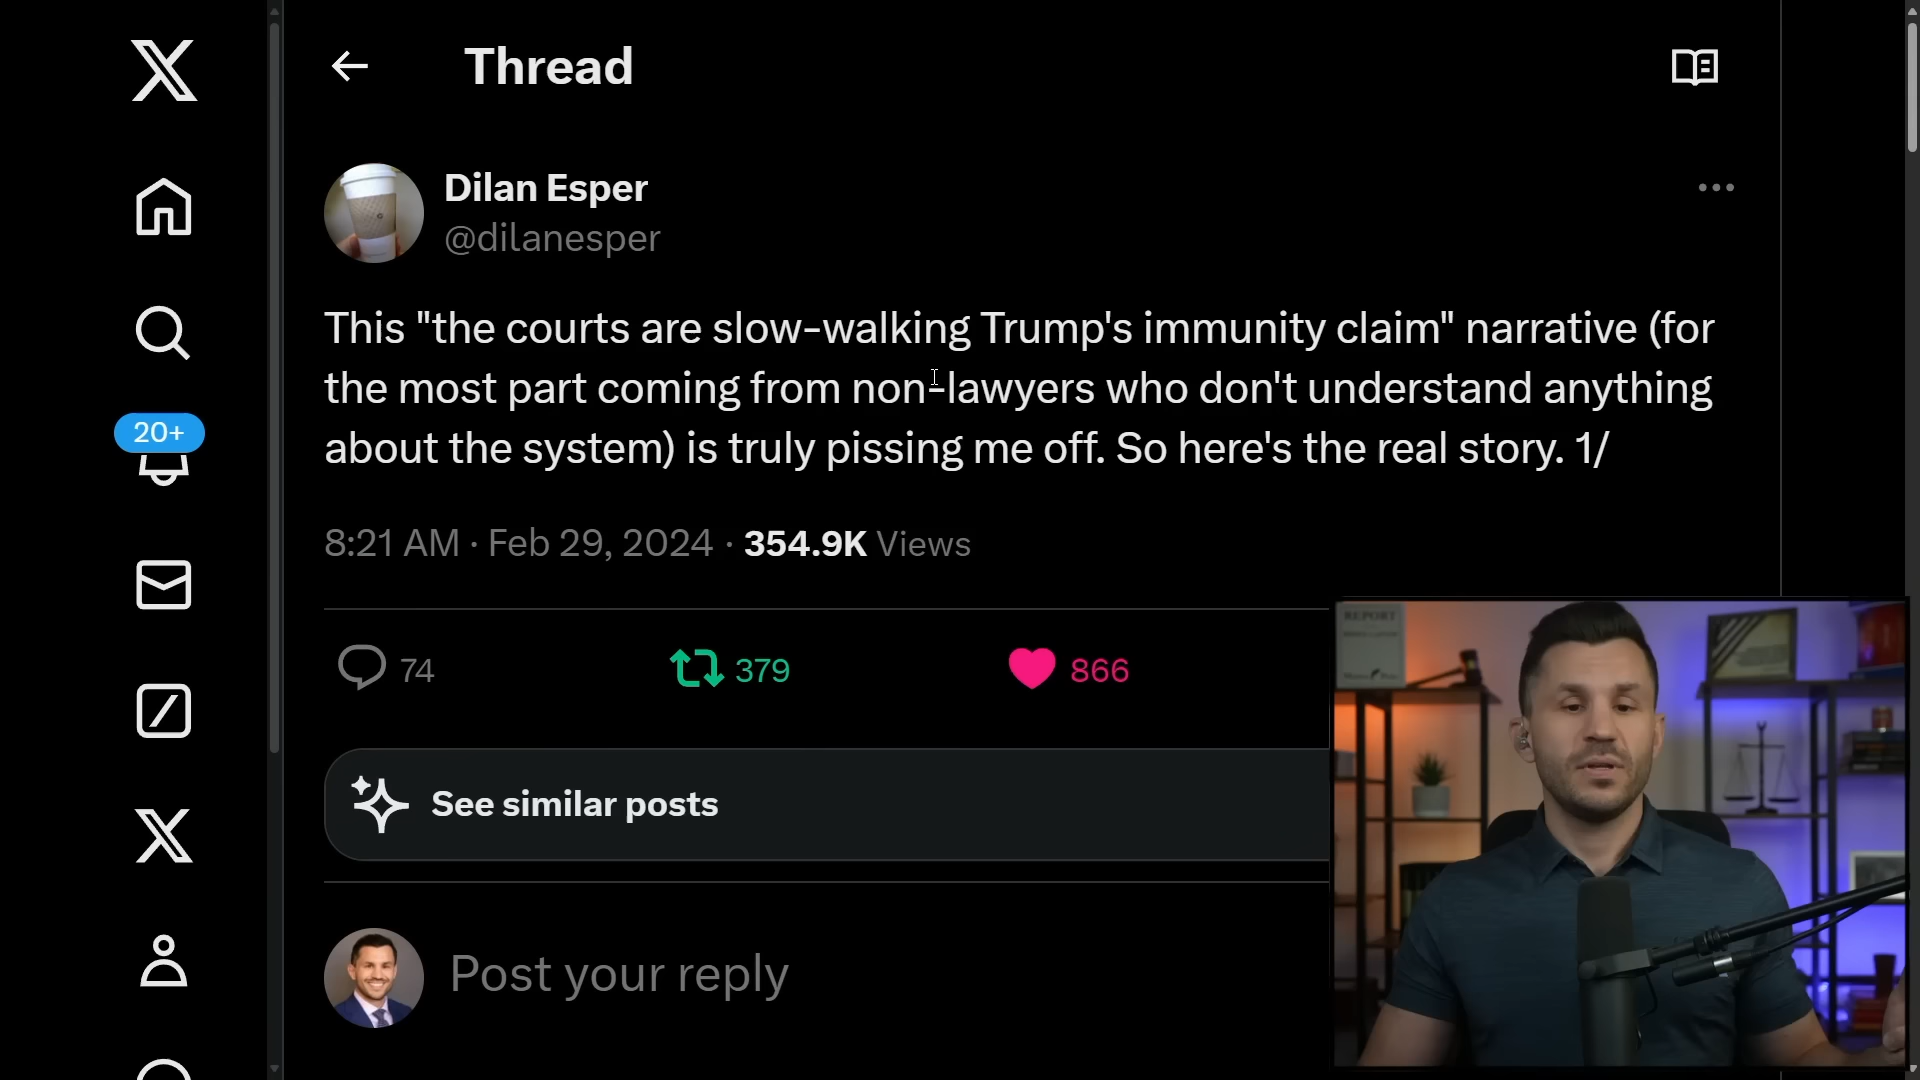 Thread
Dilan Esper
@dilanesper
This "the courts are slow-walking Trump's immunity claim" narrative (for
the most part coming from non-lawyers who don't understand anything
about the system) is truly pissing me off. So here's the real story. 1/
20+
8:21 AM · Feb 29, 2024 · 354.9K Views
74
379
866
REPORT
See similar posts
Post your reply